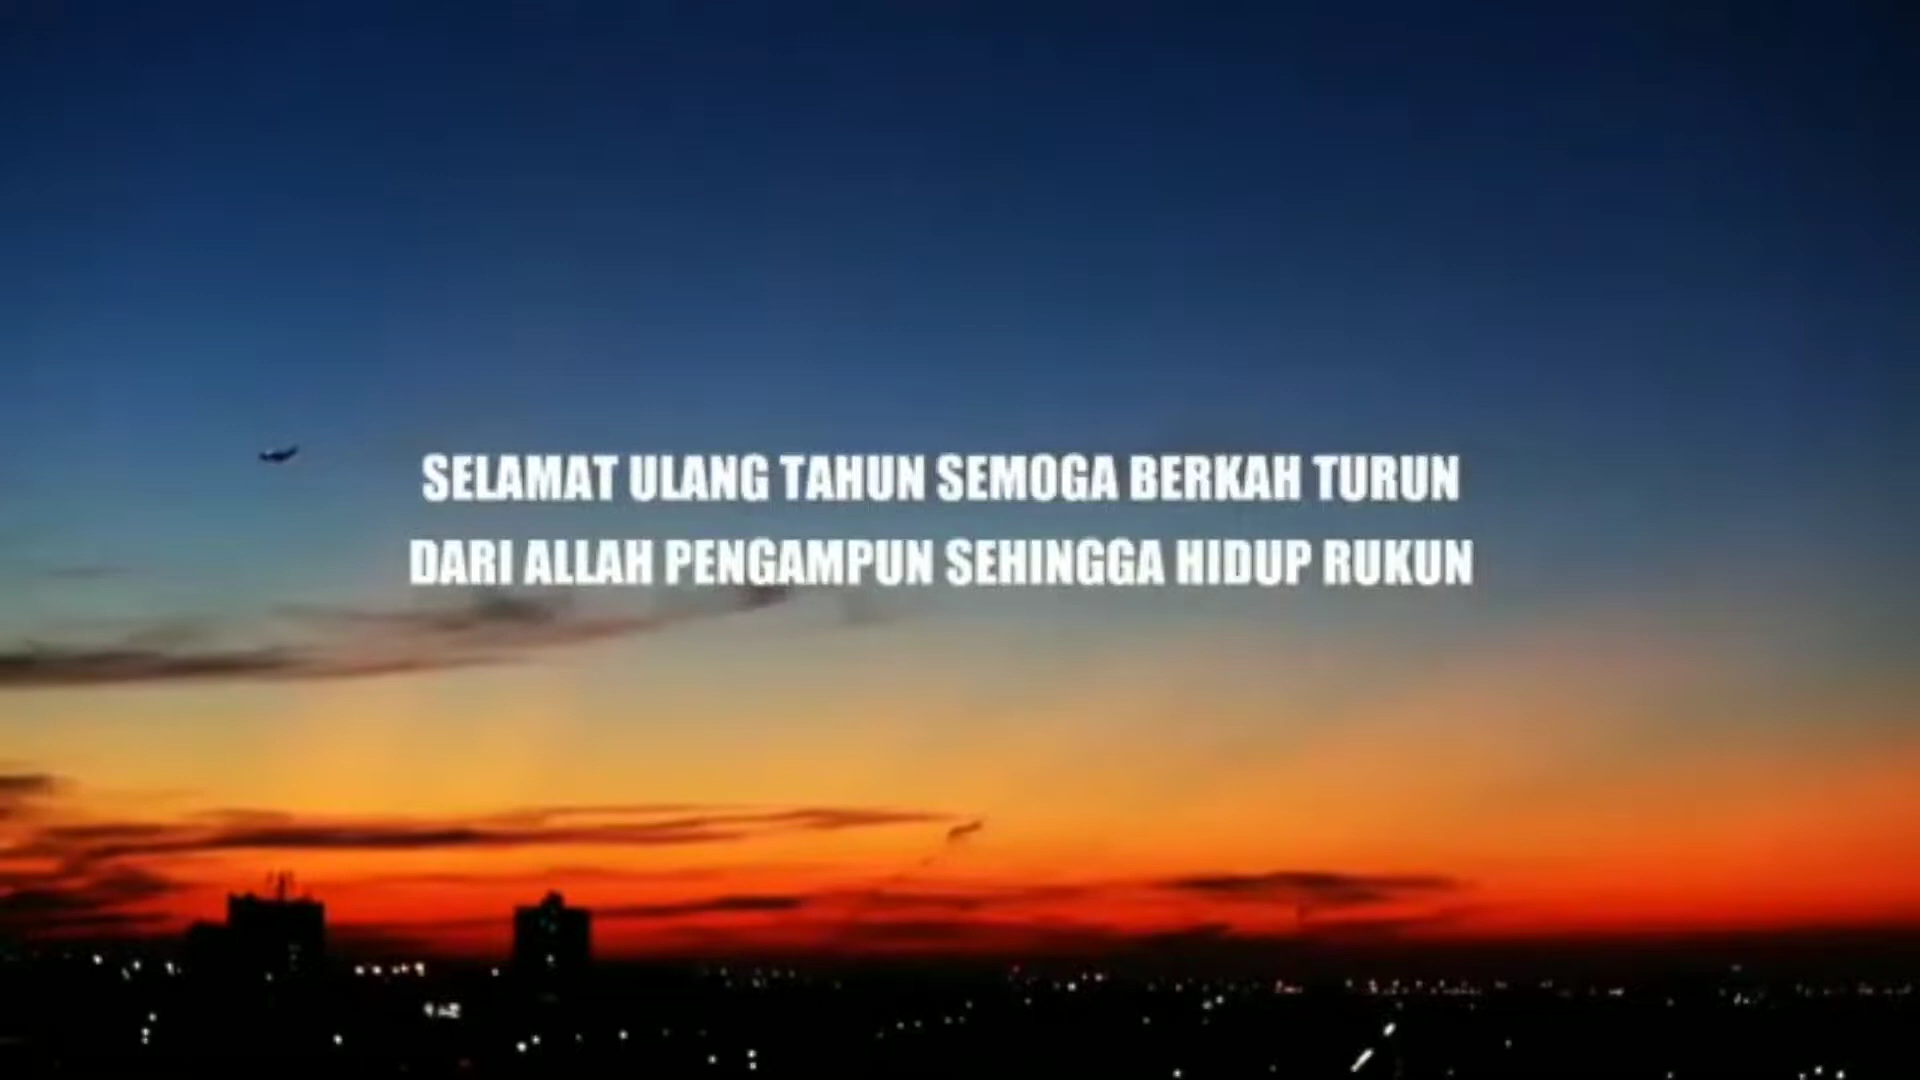 SELAMAT ULANG TAHUN SEMOGA BERKAH TURUN
DARI ALLAH PENGAMPUN SEHINGGA HIDUP RUKUN